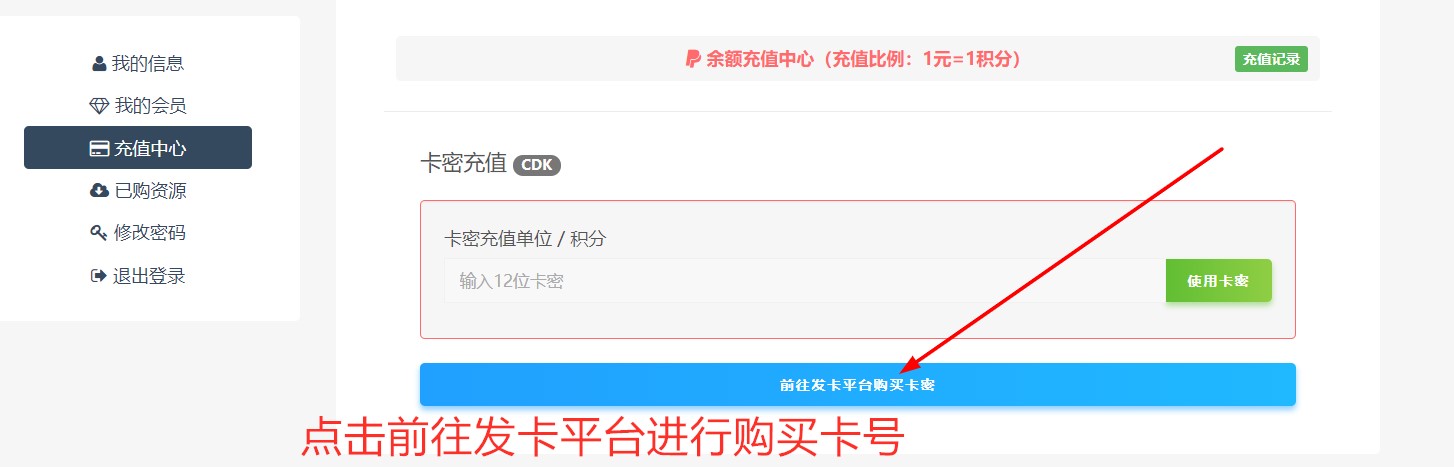 我的信息
我的会员
充值中心
已购资源
修改密码
退出登录
余额充值中心（充值比例：1元=1积分）
充值记录
卡密充值 CDK
卡密充值单位 / 积分
输入12位卡密
使用卡密
前往发卡平台购买卡密
点击前往发卡平台进行购买卡号